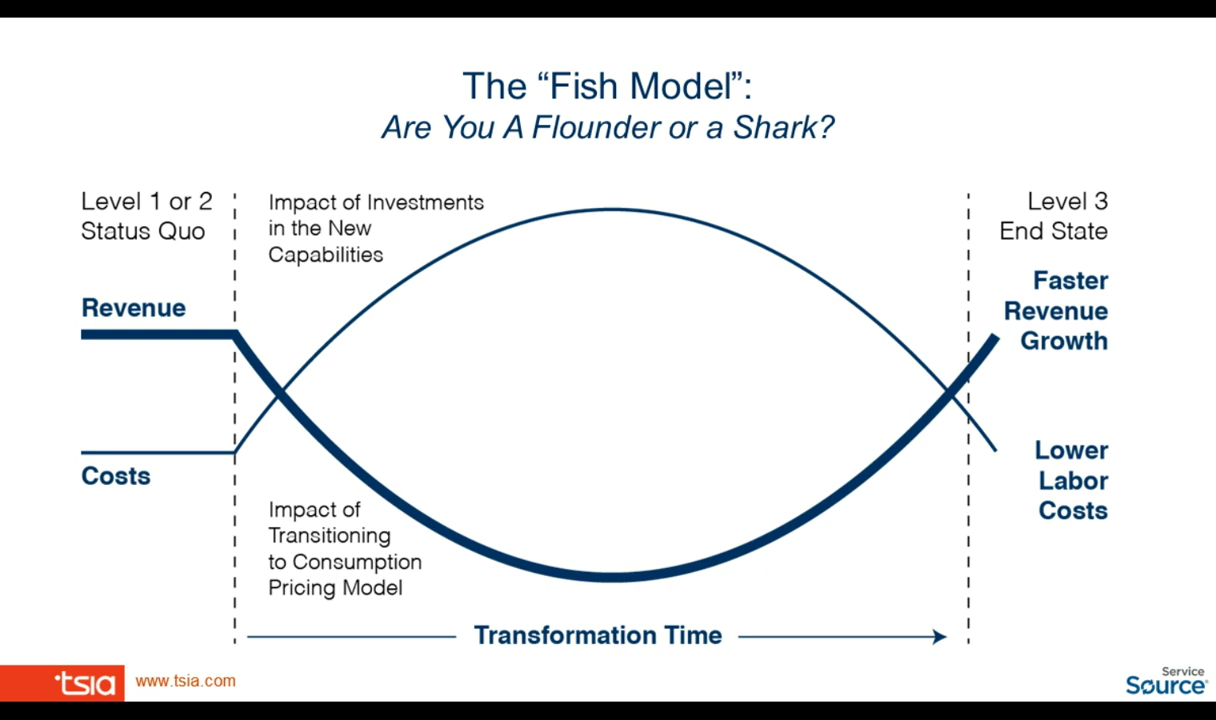 The “Fish Model”:
Are You A Flounder or a Shark?
Level 1 or 2
Status Quo
Impact of Investments
in the New
Capabilities
Level 3
End State
Revenue
Faster
Revenue
Growth
Costs
Lower
Labor
Costs
Impact of
Transitioning
to Consumption
Pricing Model
Transformation Time
tsia
www.tsia.com
Service
Source